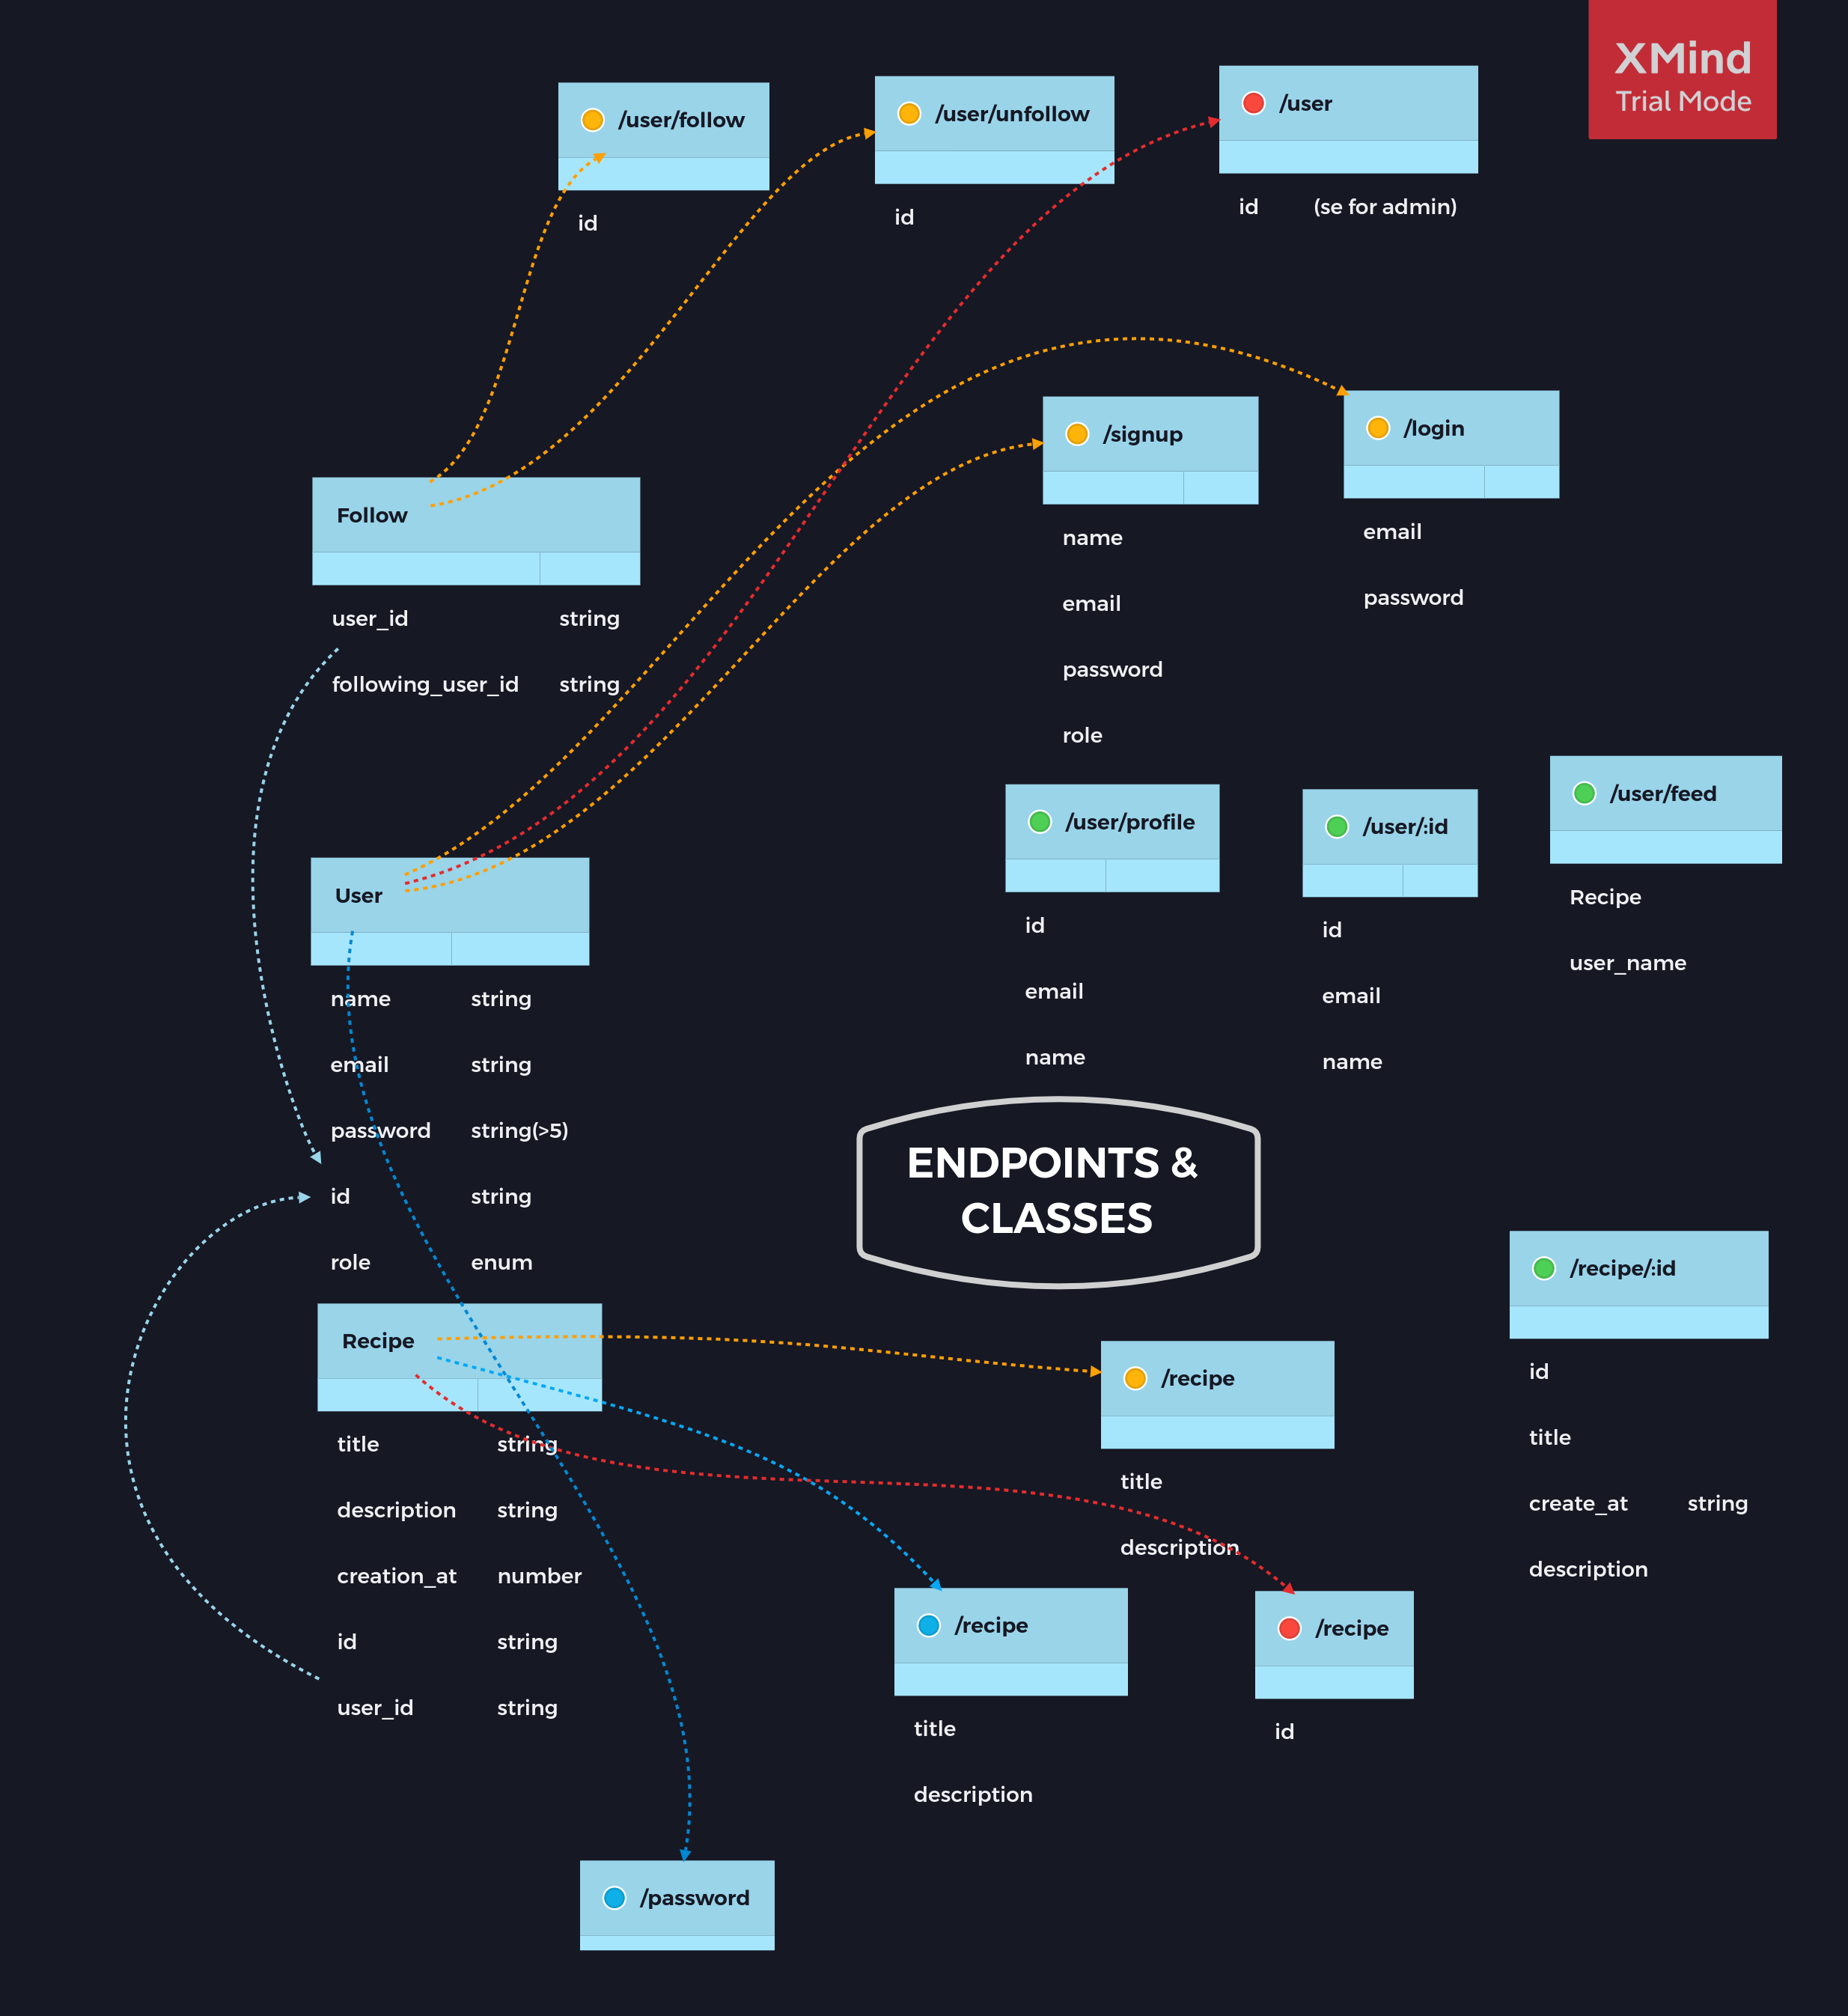 XMind
Trial Mode
/user/follow
id
/user/unfollow
id
/user
id (se for admin)
/signup
name
email
password
role
/login
email
password
Follow
user_id string
following_user_id string
/user/profile
id
email
name
/user/:id
id
email
name
/user/feed
Recipe
user_name
User
name string
email string
password string(>5)
id string
role enum
ENDPOINTS &
CLASSES
Recipe
title string
description string
creation_at number
id string
user_id string
/recipe
title
description
/recipe/:id
id
title
create_at string
description
/recipe
title
description
/recipe
id
/password